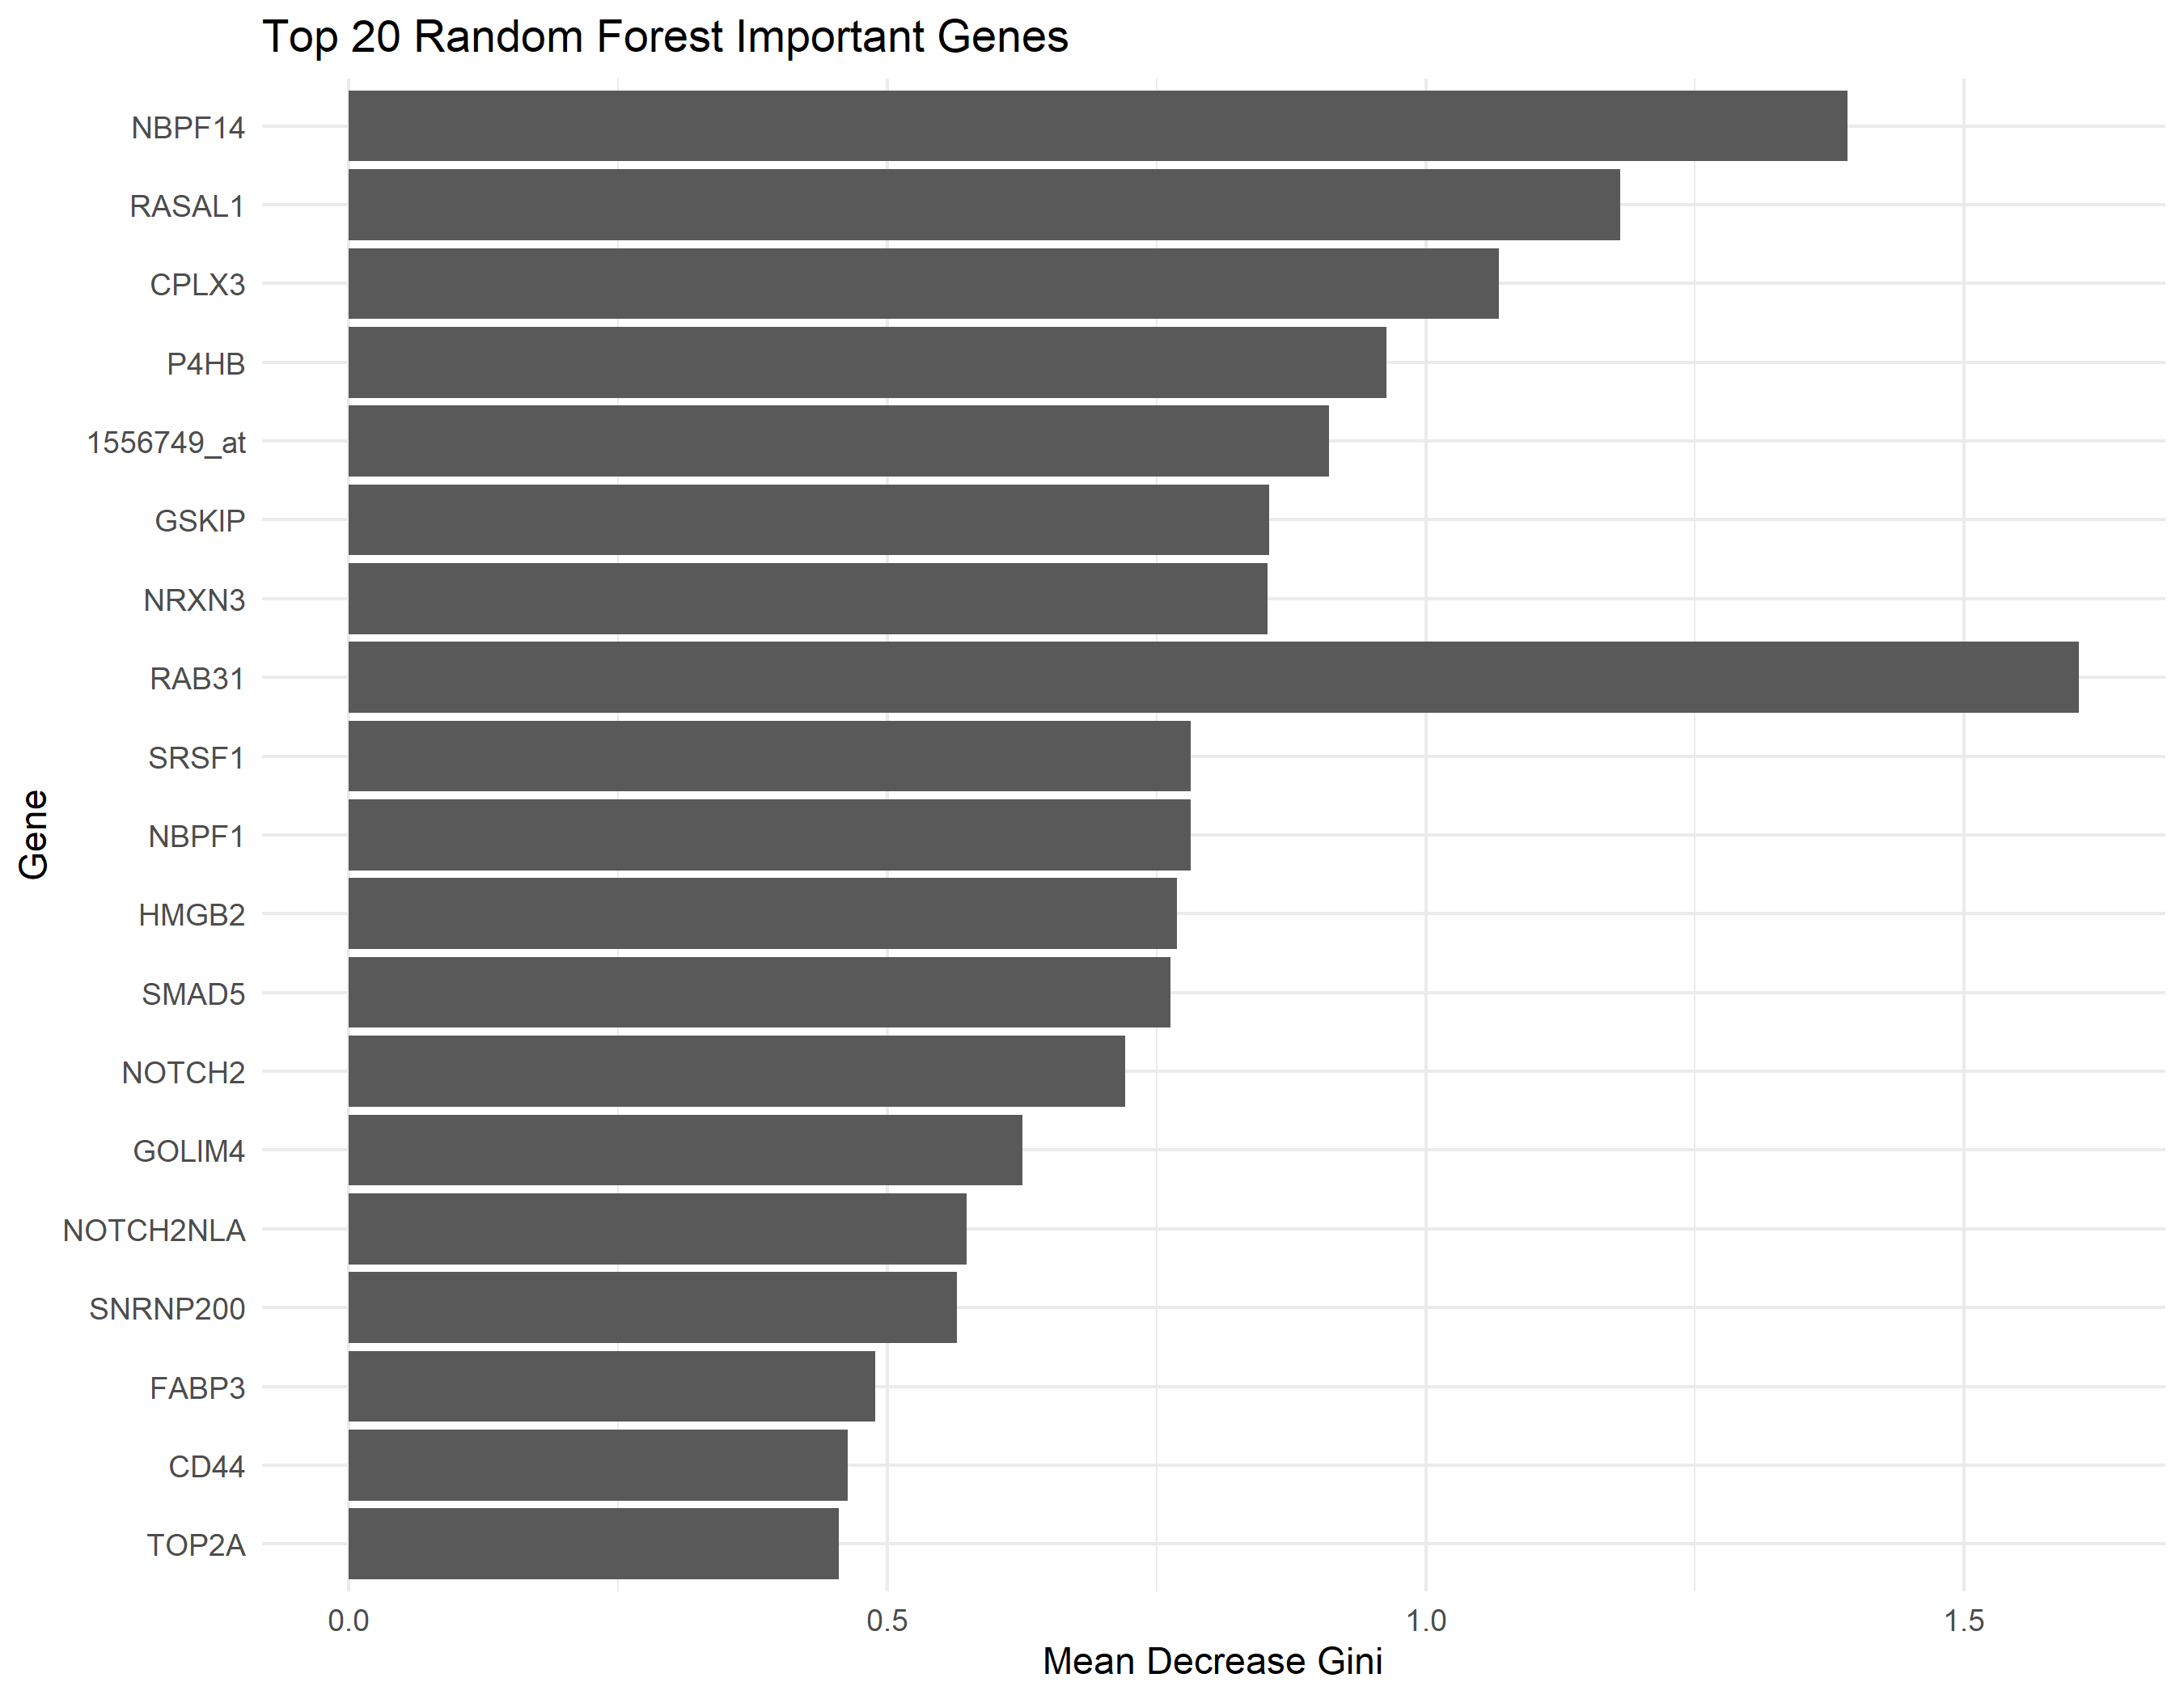 Top 20 Random Forest Important Genes
Gene
NBPF14
RASAL1
CPLX3
P4HB
1556749_at
GSKIP
NRXN3
RAB31
SRSF1
NBPF1
HMGB2
SMAD5
NOTCH2
GOLIM4
NOTCH2NLA
SNRNP200
FABP3
CD44
TOP2A
0.0 0.5 1.0 1.5
Mean Decrease Gini